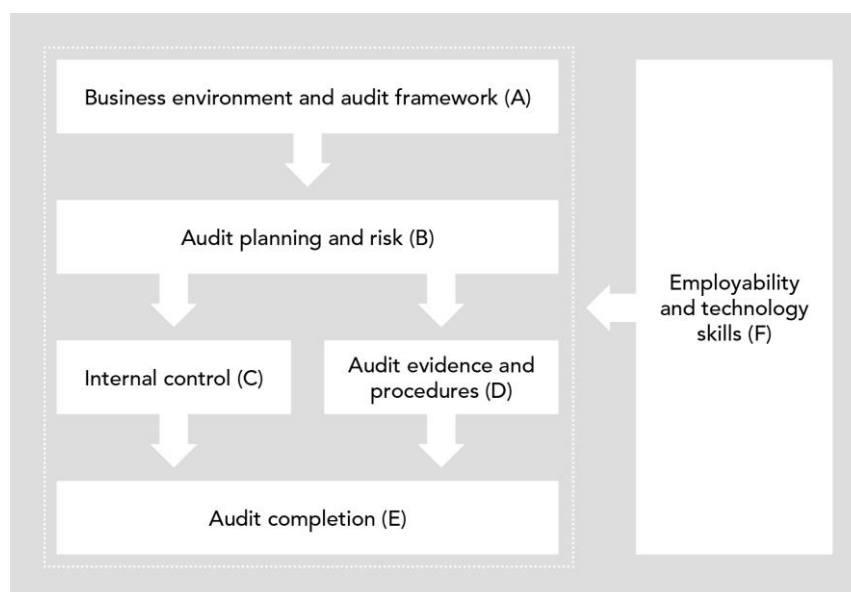 Business environment and audit framework (A)
Audit planning and risk (B)
Internal control (C)
Audit evidence and
procedures (D)
Audit completion (E)
Employability
and technology
skills (F)